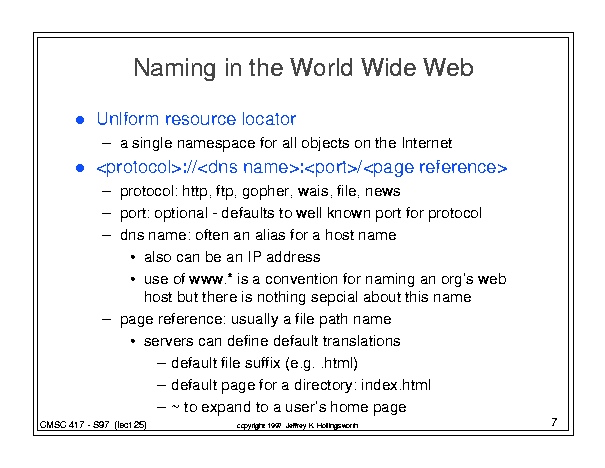 Naming in the World Wide Web
● Uniform resource locator
– a single namespace for all objects on the Internet
● <protocol>://<dns name>:<port>/<page reference>
– protocol: http, ftp, gopher, wais, file, news
– port: optional - defaults to well known port for protocol
– dns name: often an alias for a host name
• also can be an IP address
• use of www.* is a convention for naming an org's web
host but there is nothing sepcial about this name
– page reference: usually a file path name
• servers can define default translations
– default file suffix (e.g. .html)
– default page for a directory: index.html
– ~ to expand to a user's home page
CMSC 417 - S97 (lect 25)
copyright 1997 Jeffrey K. Hollingsworth
7